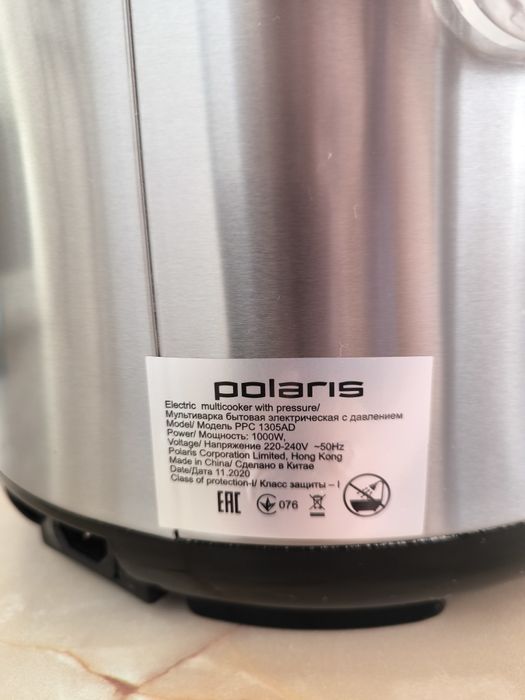 polaris
Electric multicooker with pressure/
Мультиварка бытовая электрическая с давлением
Model/ Модель PPC 1305AD
Power/ Мощность: 1000W,
Voltage/ Напряжение 220-240V ~50Hz
Polaris Corporation Limited, Hong Kong
Made in China/ Сделано в Китае
Date/Дата 11.2020
Class of protection-I/ Класс защиты – I
EAC 076